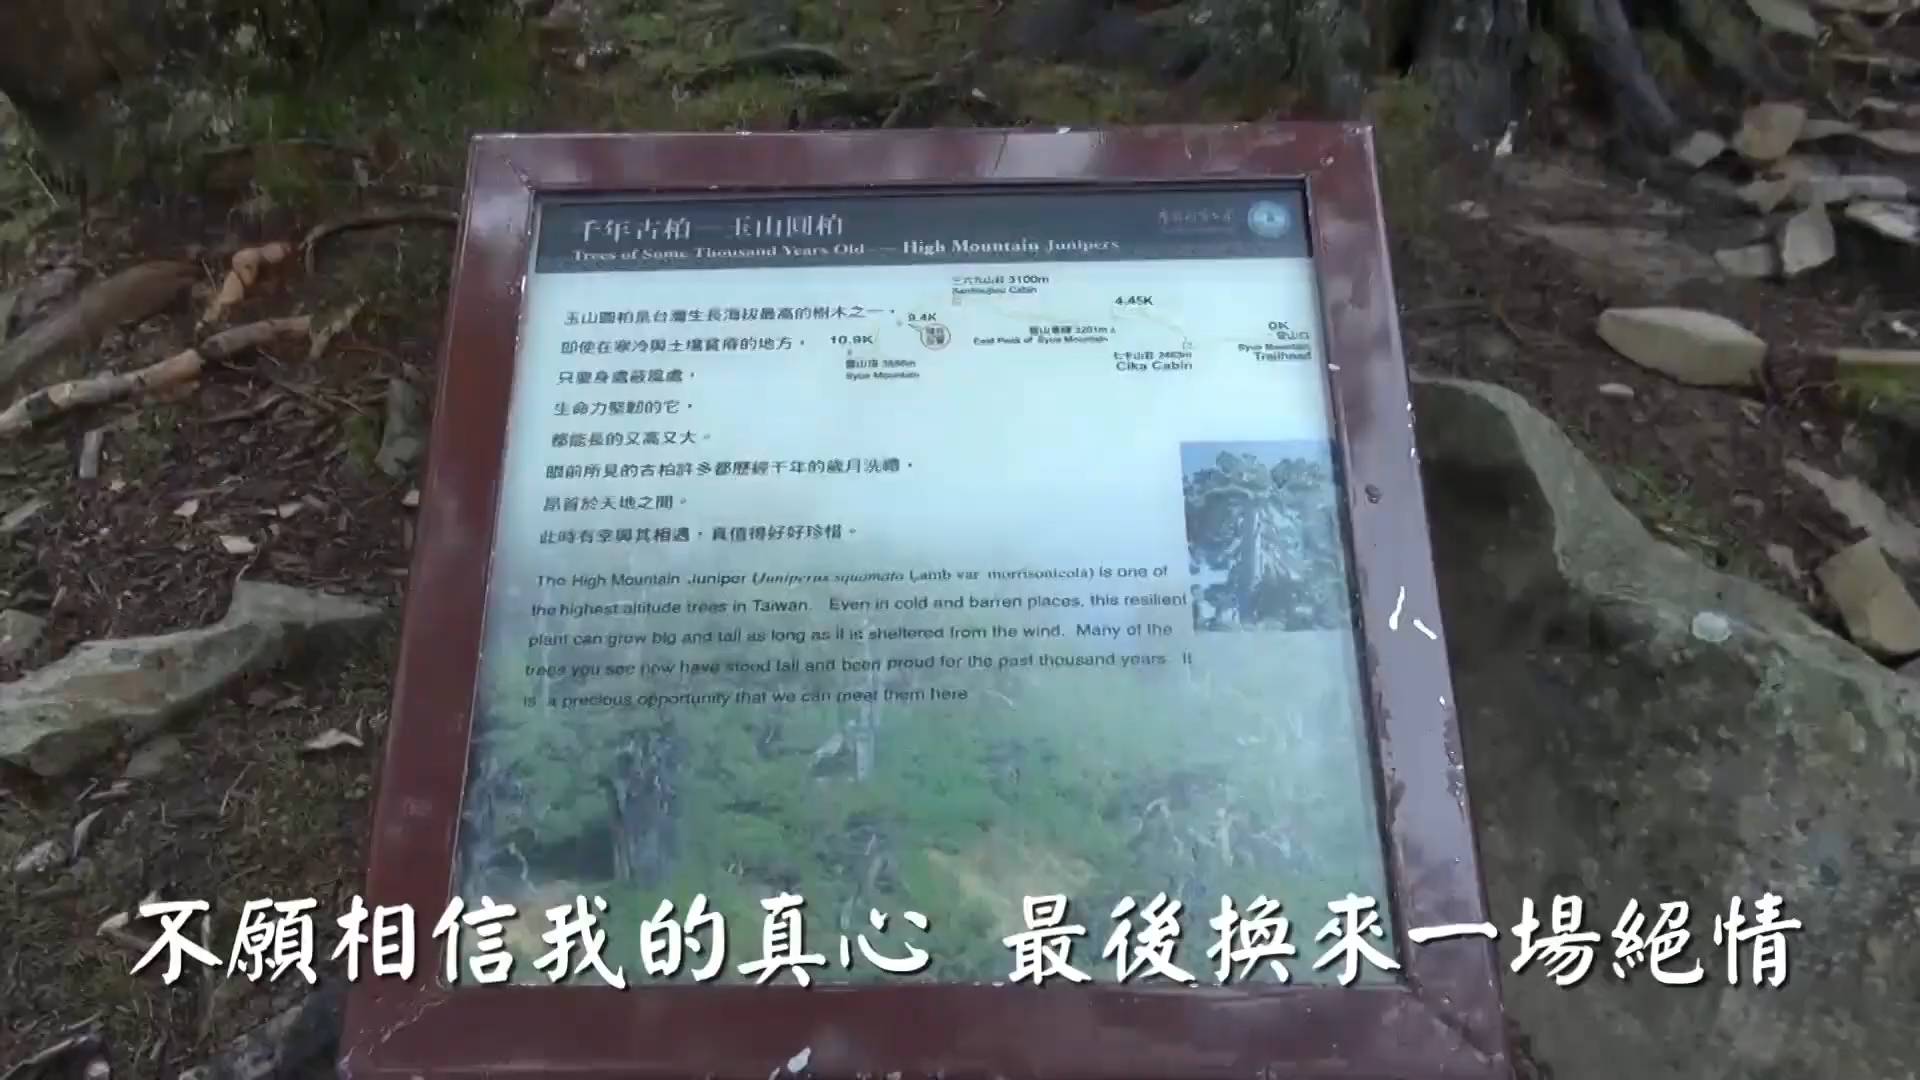 千年古柏—玉山圓柏
Trees of Some Thousand Years Old — High Mountain Junipers
三六九山莊 3100m
Sanlioujiou Cabin
4.45K
玉山圓柏是台灣生長海拔最高的樹木之一，
9.4K
0K
登山口
Syue Mountain
Trailhead
10.9K
雪山東峰 3201m
East Peak of Syue Mountain
即使在寒冷與土壤貧瘠的地方，
七卡山莊 2463m
Cika Cabin
雪山頂 3886m
Syue Mountain
只要身處蔽風處，
生命力堅韌的它，
都能長的又高又大。
眼前所見的古柏許多都歷經千年的歲月洗禮，
昂首於天地之間。
此時有幸與其相遇，真值得好好珍惜。
The High Mountain Juniper (Juniperus squamata Lamb var morrisonicola) is one of
the highest altitude trees in Taiwan. Even in cold and barren places, this resilient
plant can grow big and tall as long as it is sheltered from the wind. Many of the
trees you see now have stood tall and been proud for the past thousand years. It
is a precious opportunity that we can meet them here
不願相信我的真心 最後換來一場絕情